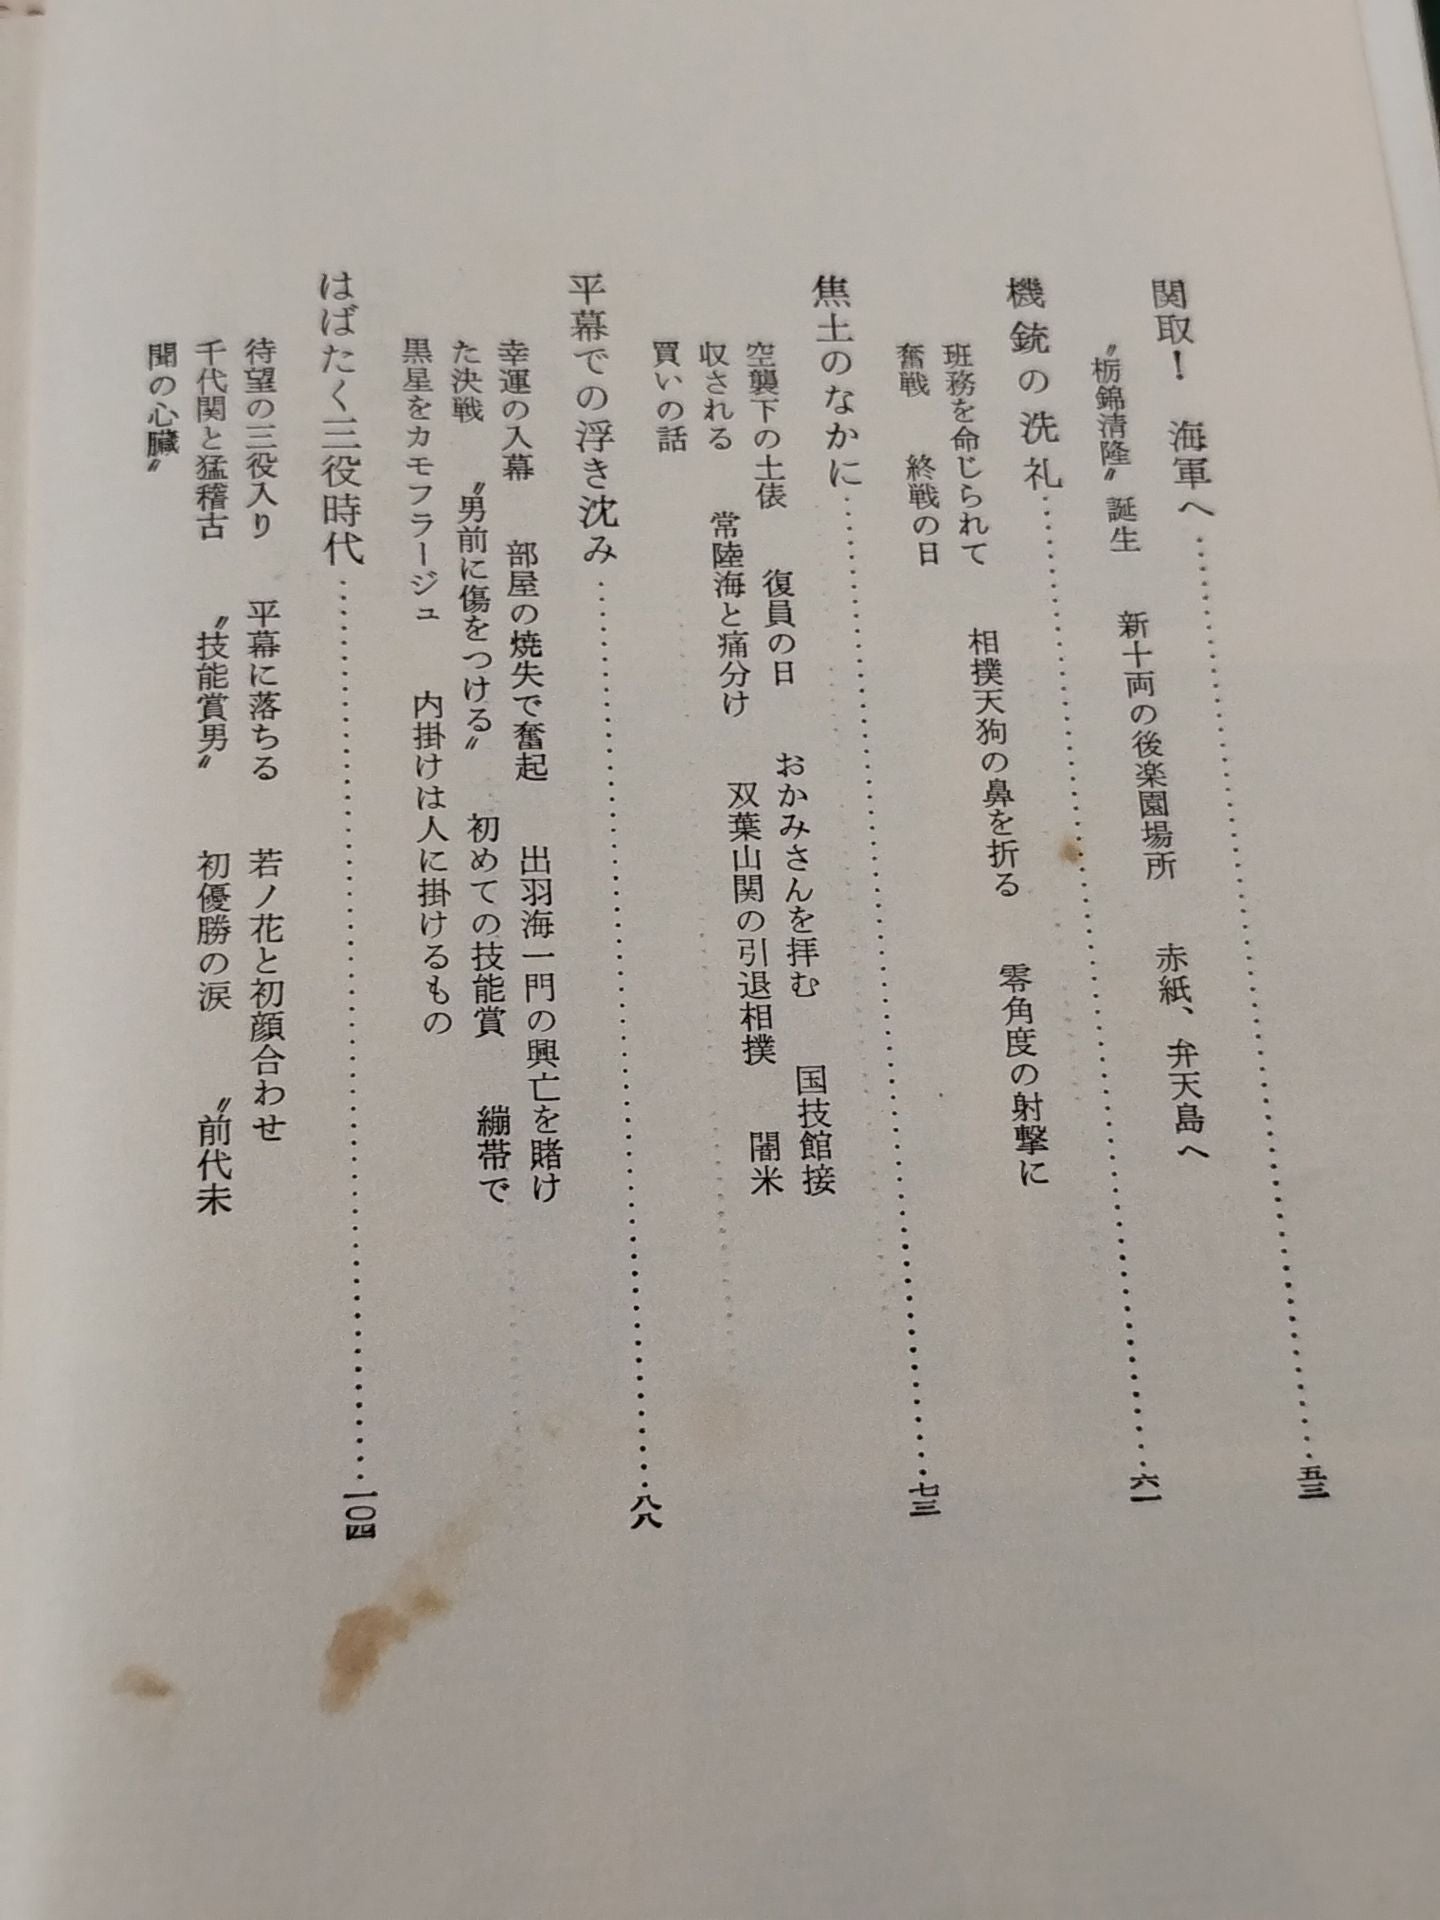 関取！　海軍へ……五三
〝栃錦清隆〟誕生　新十両の後楽園場所　赤紙、弁天島へ
機銃の洗礼……六一
班務を命じられて　相撲天狗の鼻を折る　零角度の射撃に
奮戦　終戦の日
焦土のなかに……七三
空襲下の土俵　復員の日　おかみさんを拝む　国技館接
収される　常陸海と痛分け　双葉山関の引退相撲　闇米
買いの話
平幕での浮き沈み……八八
幸運の入幕　部屋の焼失で奮起　出羽海一門の興亡を賭け
た決戦　〝男前に傷をつける〟　初めての技能賞　繃帯で
黒星をカモフラージュ　内掛けは人に掛けるもの
はばたく三役時代……一〇四
待望の三役入り　平幕に落ちる　若ノ花と初顔合わせ
千代関と猛稽古　〝技能賞男〟　初優勝の涙　〝前代未
聞の心臓〟